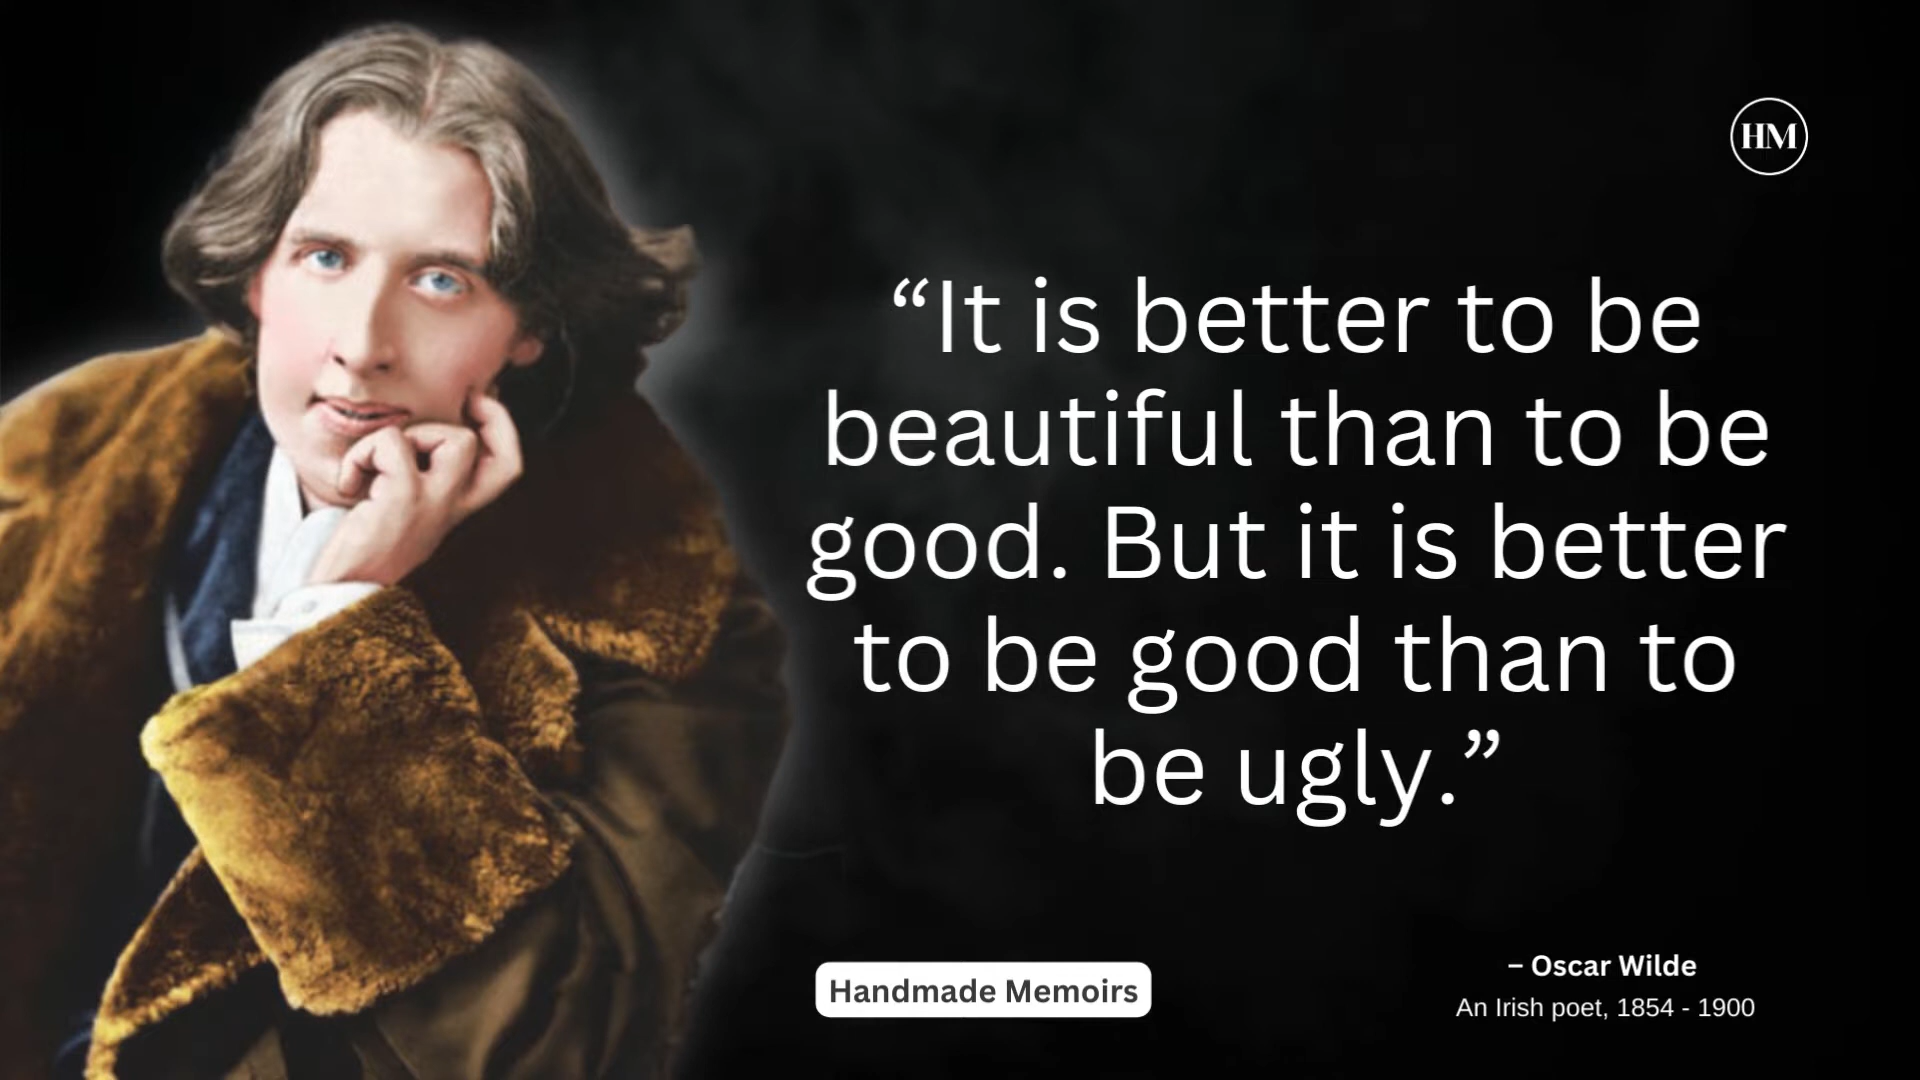 HM
“It is better to be
beautiful than to be
good. But it is better
to be good than to
be ugly.”
– Oscar Wilde
An Irish poet, 1854 - 1900
Handmade Memoirs